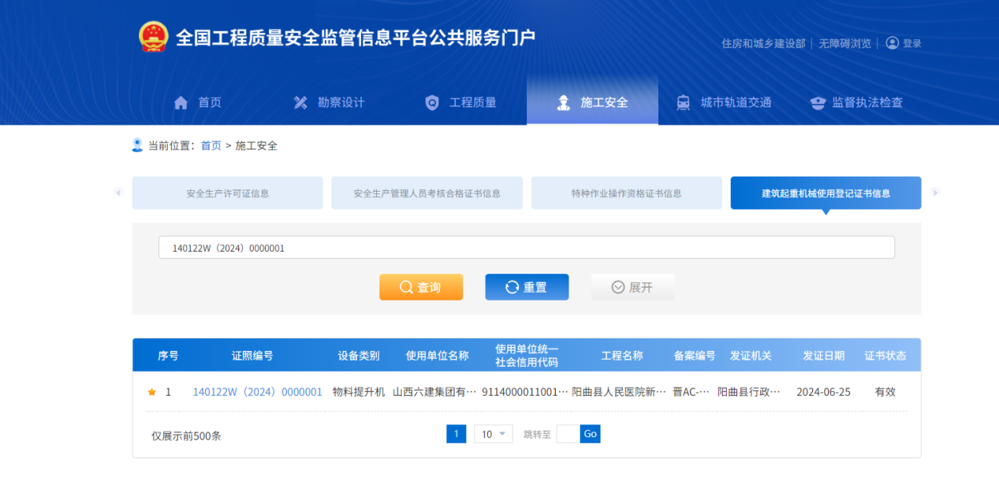 全国工程质量安全监管信息平台公共服务门户
住房和城乡建设部 | 无障碍浏览 | 登录
首页 勘察设计 工程质量 施工安全 城市轨道交通 监督执法检查
当前位置：首页 > 施工安全
安全生产许可证信息 安全生产管理人员考核合格证书信息 特种作业操作资格证书信息 建筑起重机械使用登记证书信息
140122W（2024）0000001
查询 重置 展开
序号 证照编号 设备类别 使用单位名称 使用单位统一社会信用代码 工程名称 备案编号 发证机关 发证日期 证书状态
1 140122W（2024）0000001 物料提升机 山西六建集团有… 9114000011001… 阳曲县人民医院新… 晋AC-… 阳曲县行政… 2024-06-25 有效
仅展示前500条 1 10 跳转至 Go